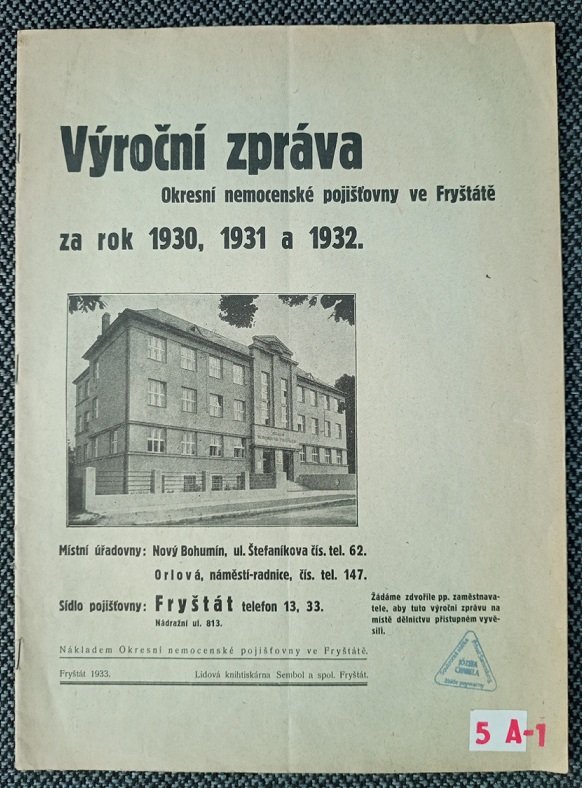 Výroční zpráva
Okresní nemocenské pojišťovny ve Fryštátě
za rok 1930, 1931 a 1932.
Místní úřadovny: Nový Bohumín, ul. Štefaníkova čís. tel. 62.
Orlová, náměstí-radnice, čís. tel. 147.
Sídlo pojišťovny: Fryštát telefon 13, 33.
Nádražní ul. 813.
Žádáme zdvořile pp. zaměstnava-
tele, aby tuto výroční zprávu na
místě dělnictvu přístupném vyvě-
sili.
Nákladem Okresní nemocenské pojišťovny ve Fryštátě.
Fryštát 1933. Lidová knihtiskárna Sembol a spol. Fryštát.
JÓZEFA
CHMIELA
5 A-1